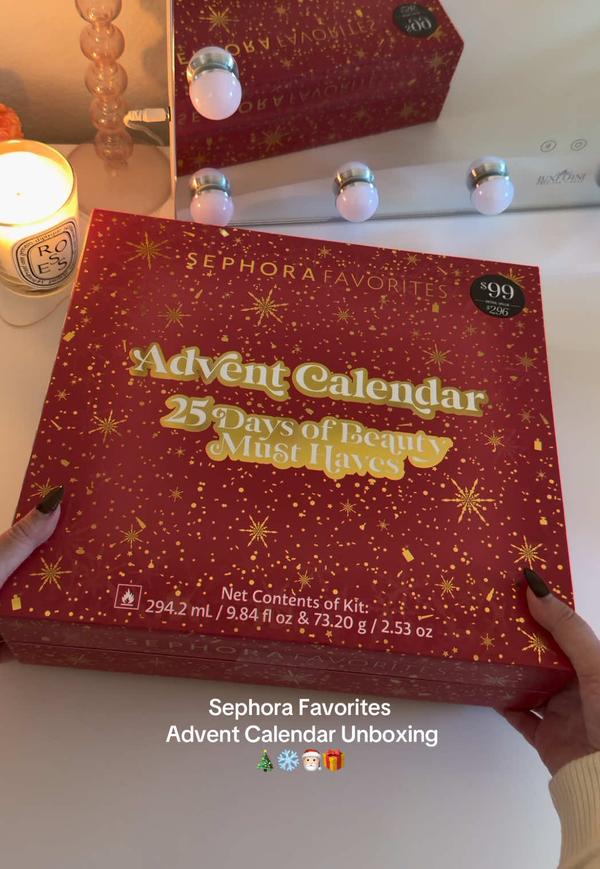 SEPHORA FAVORITES
$99
$296
Advent Calendar
25 Days of Beauty
Must Haves
Net Contents of Kit:
294.2 mL / 9.84 fl oz & 73.20 g / 2.53 oz
SEPHORA FAVORITES
ROSES
Sephora Favorites
Advent Calendar Unboxing
🎄❄️🎅🏻🎁